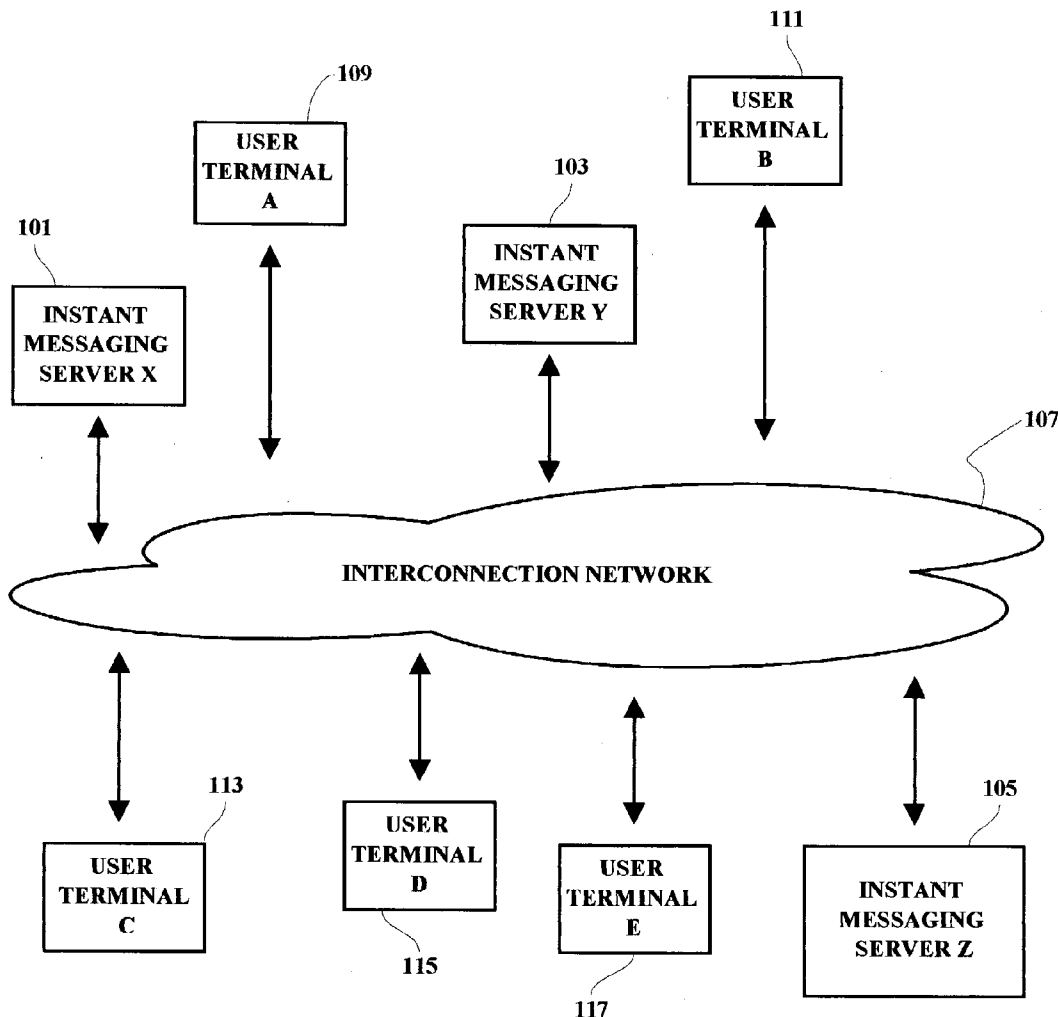 111
109
USER
TERMINAL
B
USER
TERMINAL
A
103
101
INSTANT
MESSAGING
SERVER Y
INSTANT
MESSAGING
SERVER X
107
INTERCONNECTION NETWORK
113
105
USER
TERMINAL
D
USER
TERMINAL
C
USER
TERMINAL
E
INSTANT
MESSAGING
SERVER Z
115
117